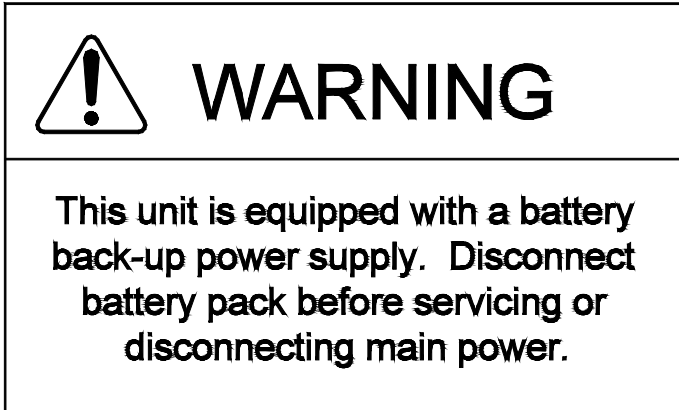 WARNING
This unit is equipped with a battery
back-up power supply.  Disconnect
battery pack before servicing or
disconnecting main power.